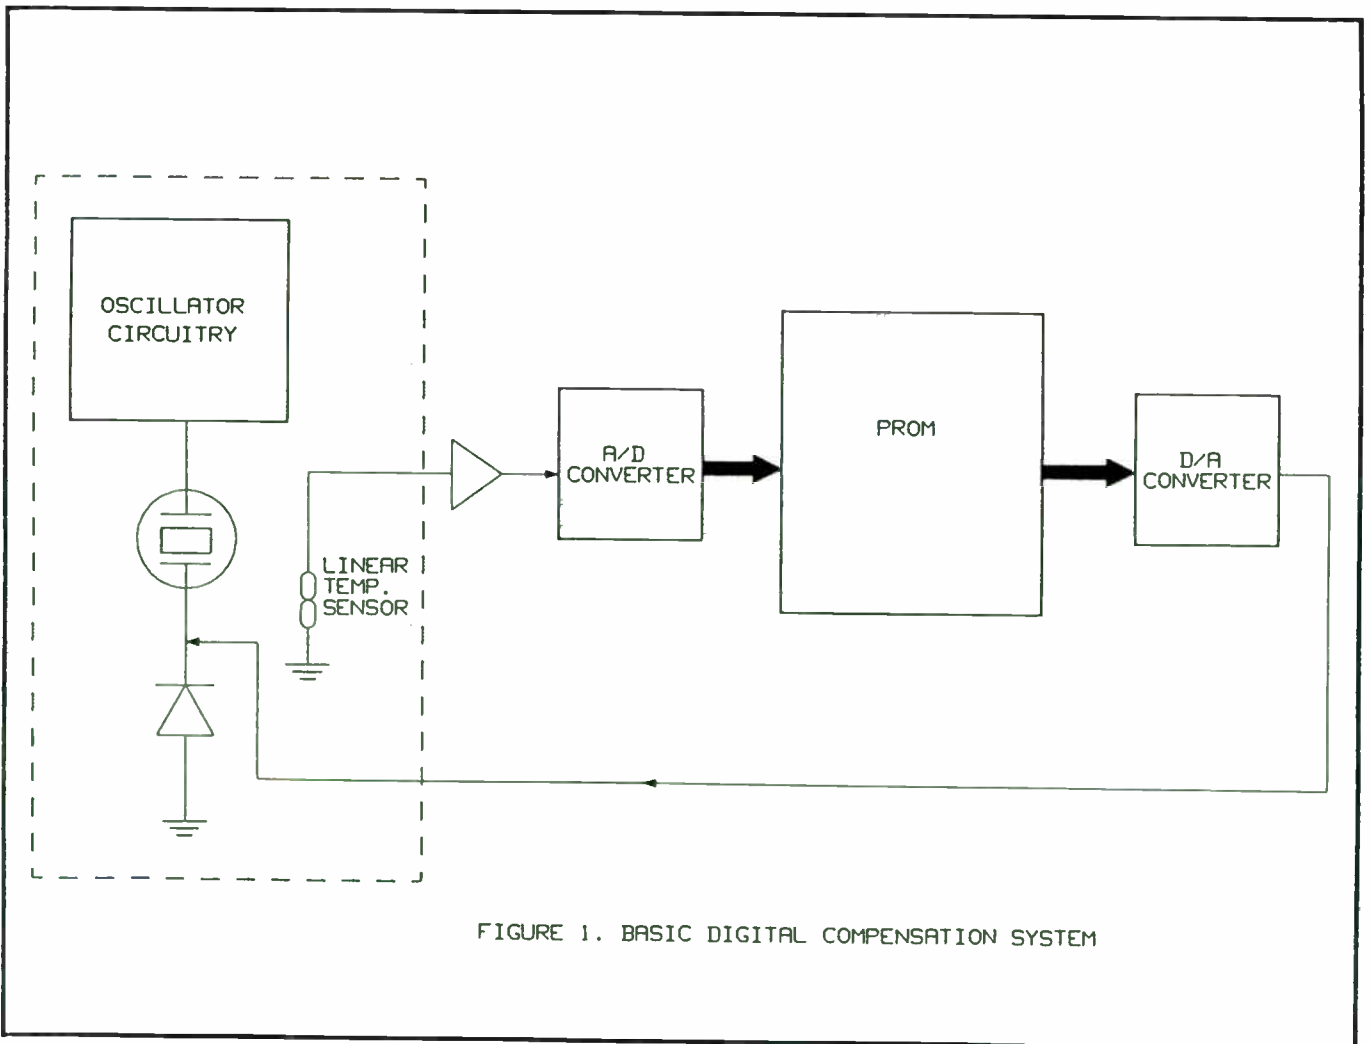 OSCILLATOR
CIRCUITRY
LINEAR
TEMP.
SENSOR
A/D
CONVERTER
PROM
D/A
CONVERTER
FIGURE 1. BASIC DIGITAL COMPENSATION SYSTEM